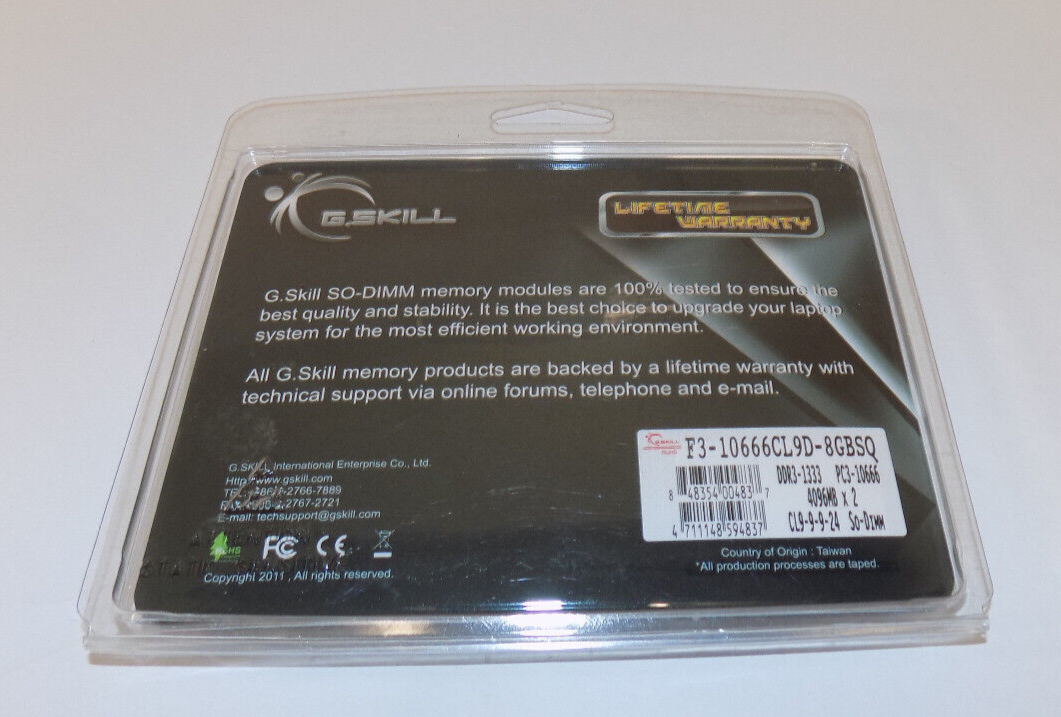 G.SKILL
LIFETIME
WARRANTY
G.Skill SO-DIMM memory modules are 100% tested to ensure the
best quality and stability. It is the best choice to upgrade your laptop
system for the most efficient working environment.
All G.Skill memory products are backed by a lifetime warranty with
technical support via online forums, telephone and e-mail.
G.SKILL
F3-10666CL9D-8GBSQ
DDR3-1333 PC3-10666
8 48354 00483 7
4096MB x 2
4 711148 594837
CL9-9-9-24 So-Dimm
G.SKILL International Enterprise Co., Ltd.
Http://www.gskill.com
E-mail: techsupport@gskill.com
RoHS
FC CE
Country of Origin : Taiwan
*All production processes are taped.
Copyright 2011 , All rights reserved.